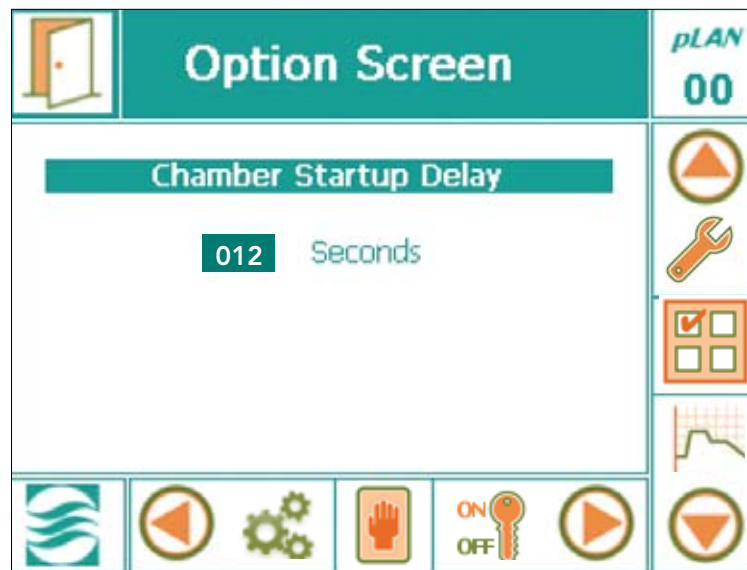 Option Screen
pLAN
00
Chamber Startup Delay
012 Seconds
ON
OFF